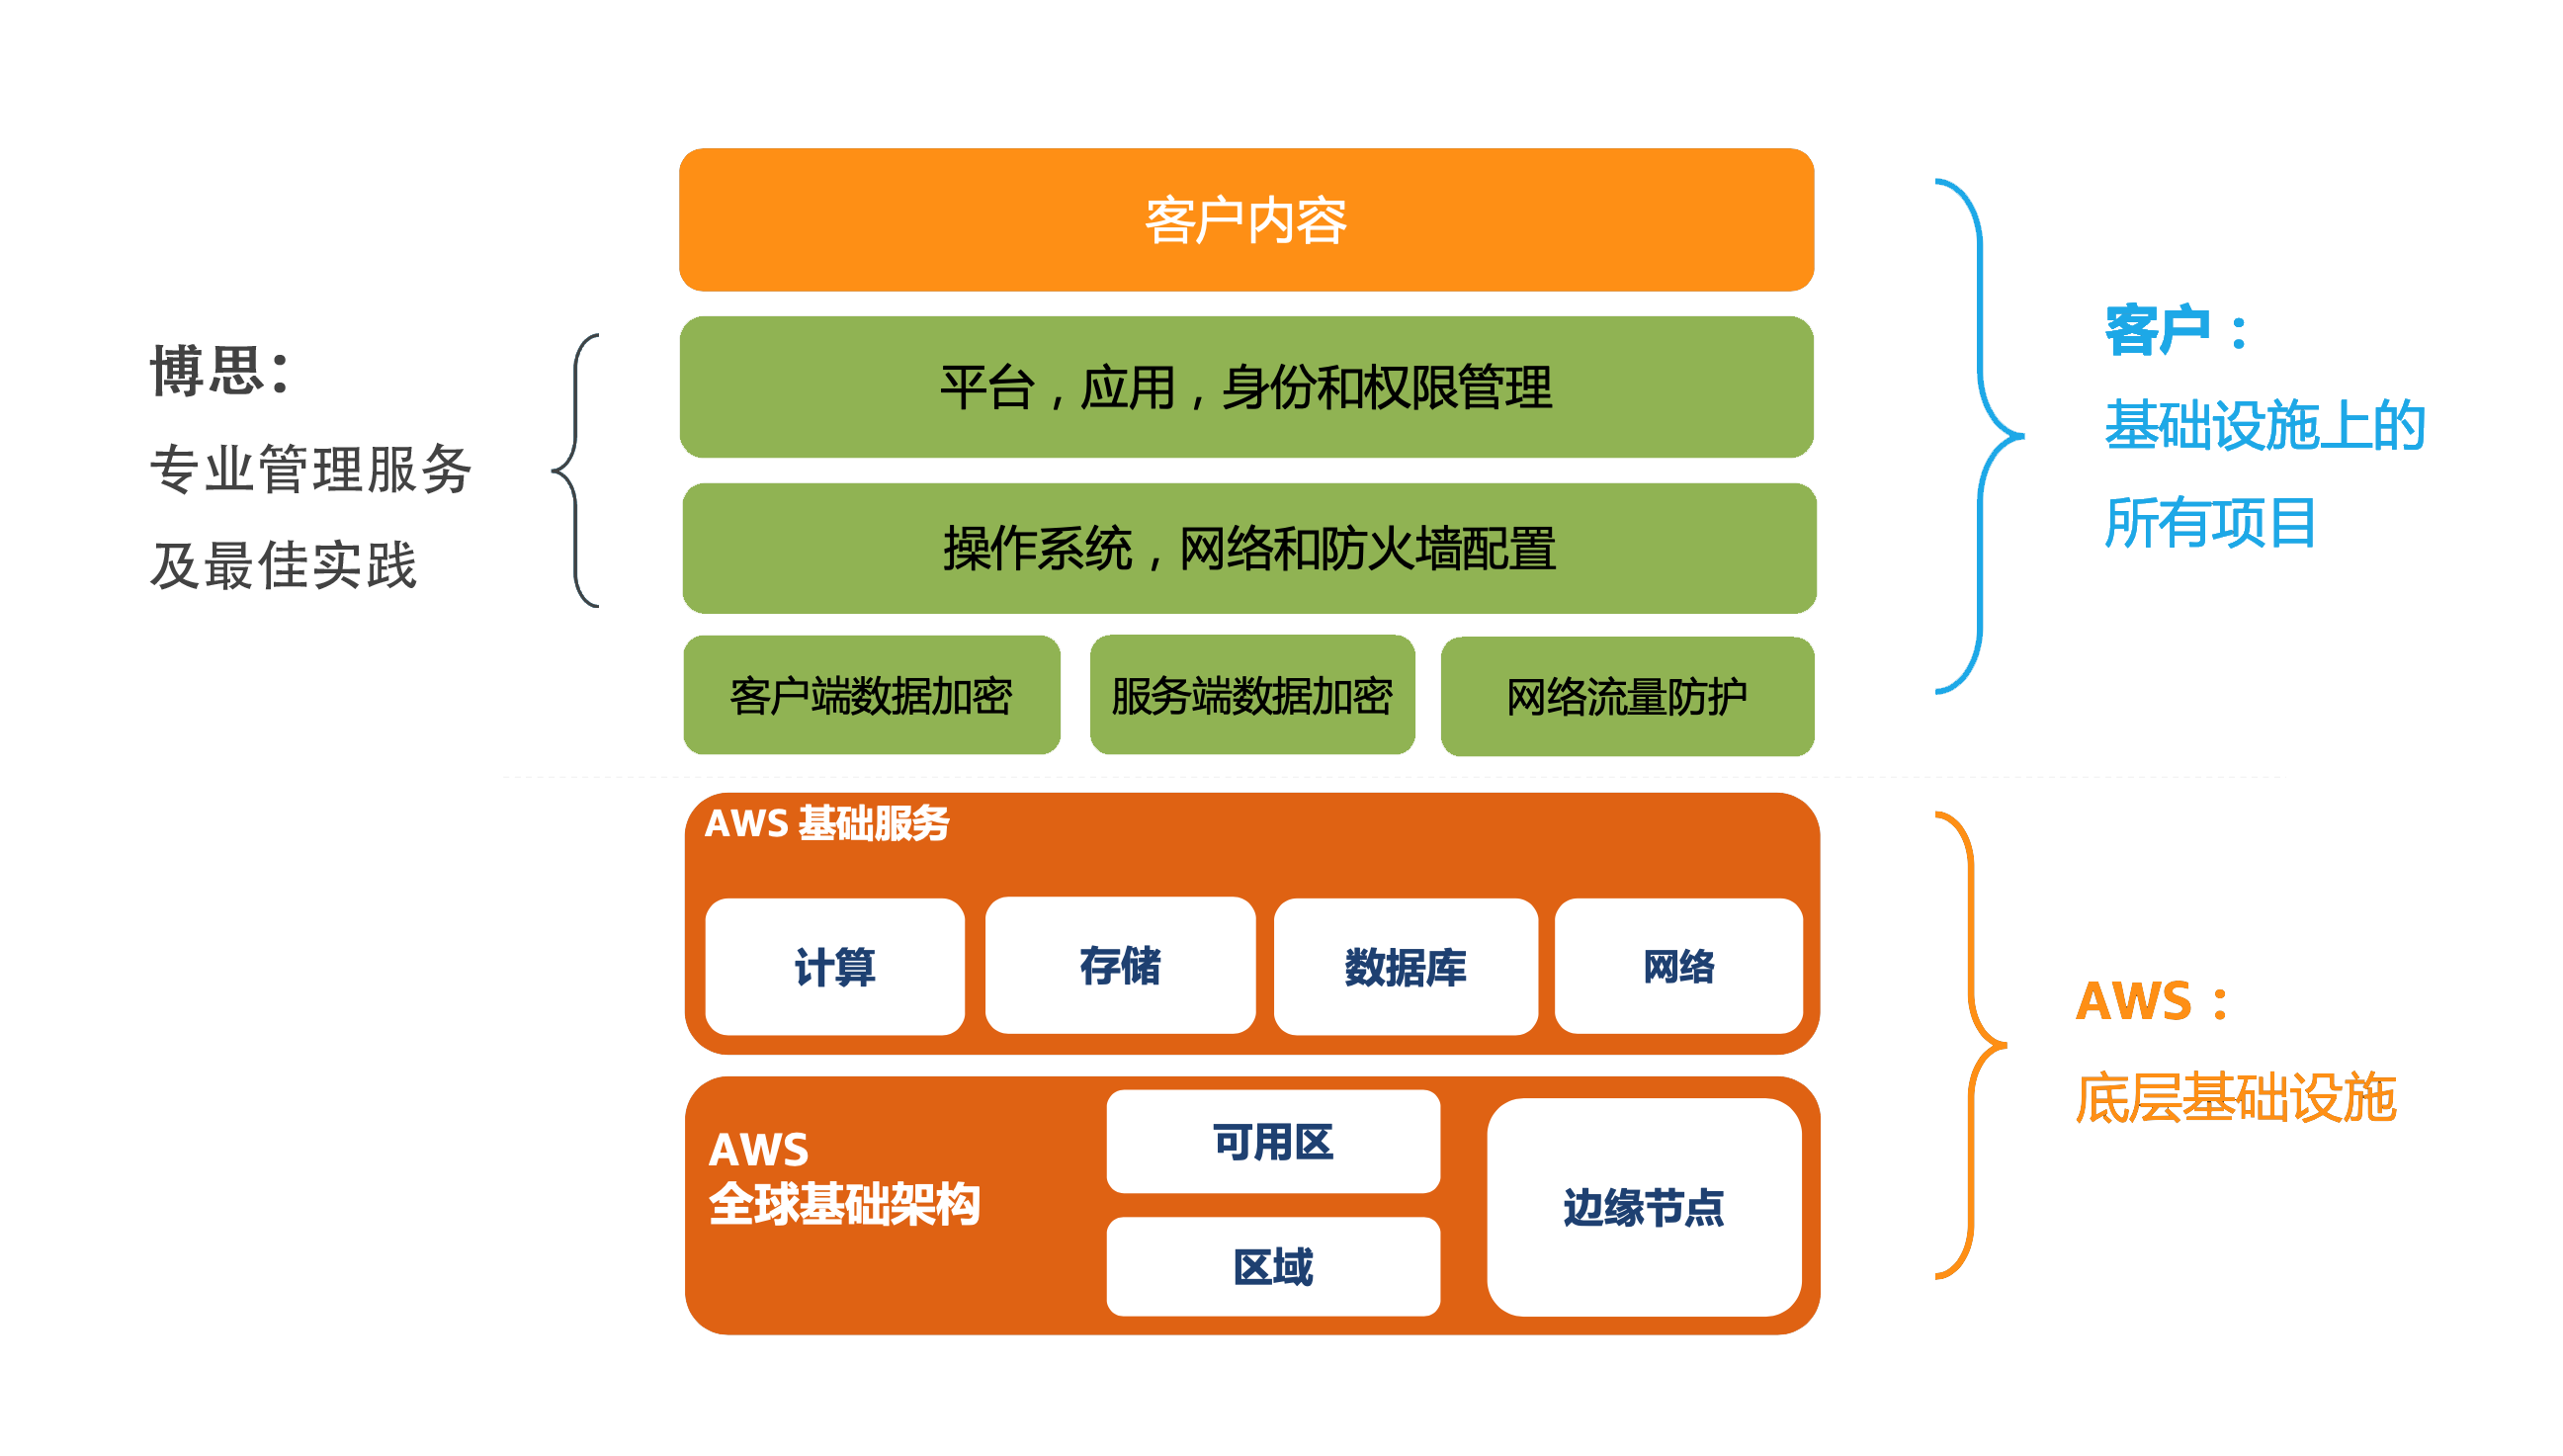 客户内容
平台，应用，身份和权限管理
操作系统，网络和防火墙配置
客户端数据加密
服务端数据加密
网络流量防护
博思：
专业管理服务
及最佳实践
客户：
基础设施上的
所有项目
AWS 基础服务
计算
存储
数据库
网络
AWS
全球基础架构
可用区
区域
边缘节点
AWS：
底层基础设施